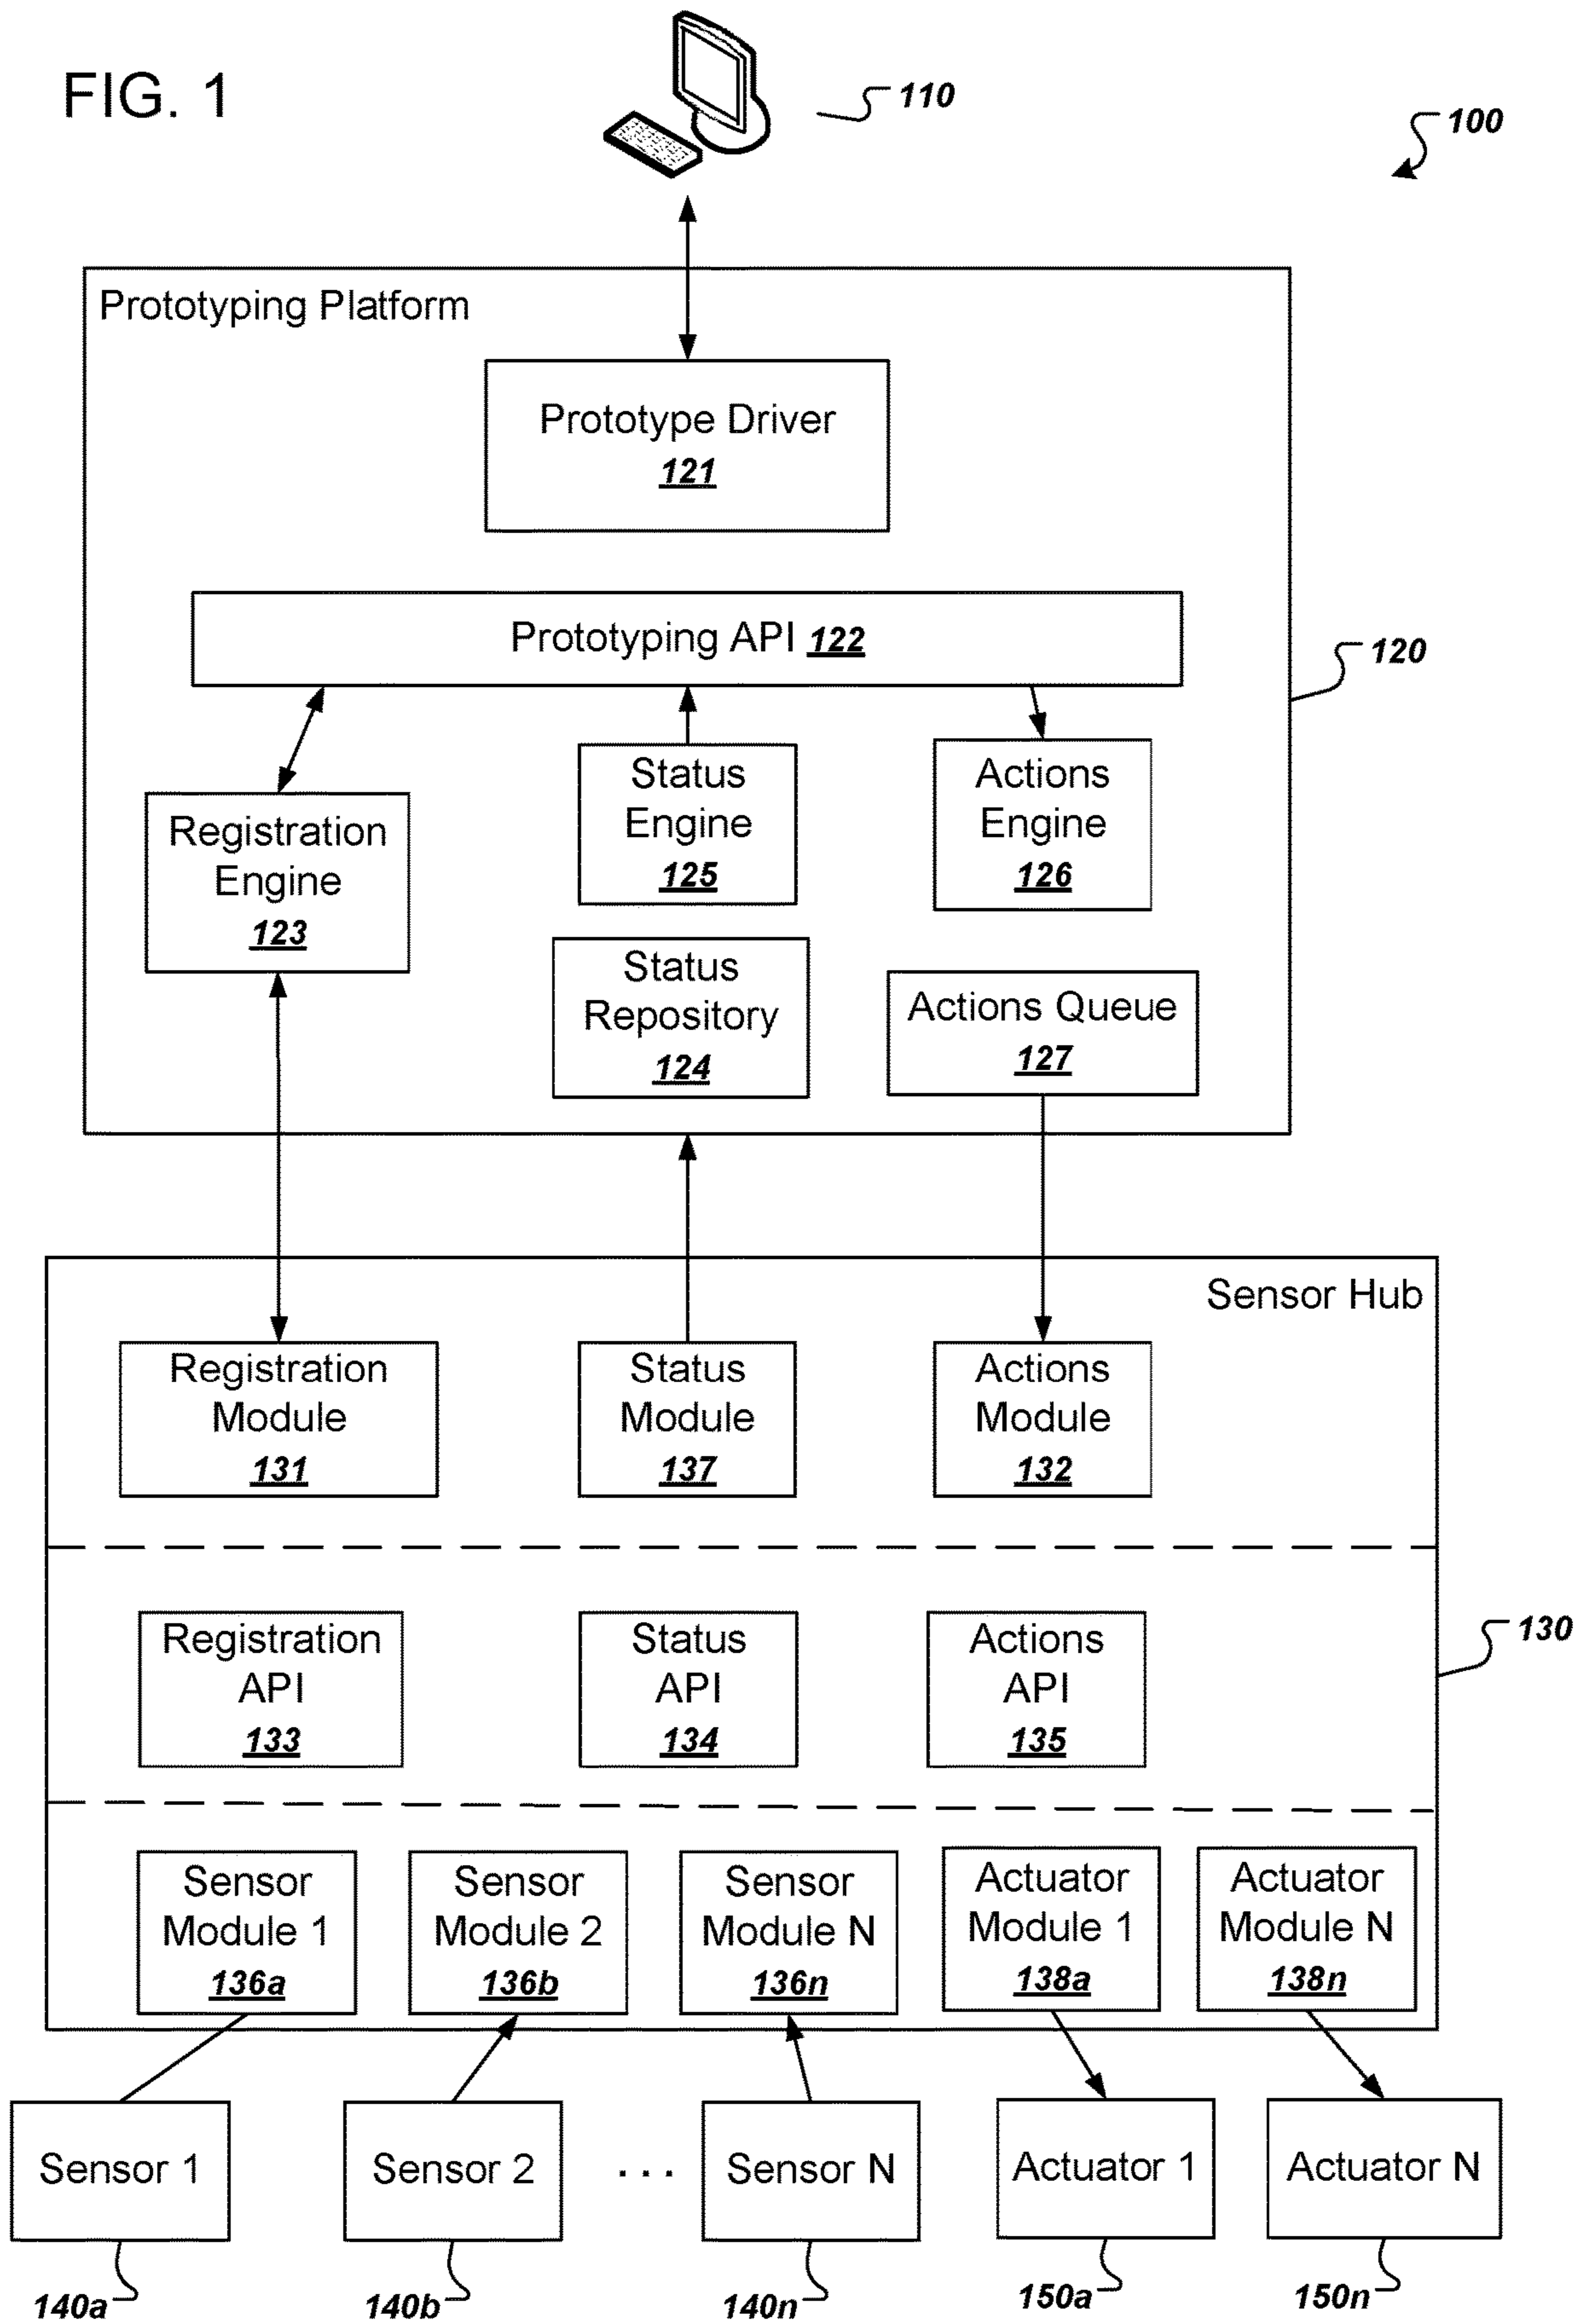 FIG. 1
110
100
Prototyping Platform
Prototype Driver
121
Prototyping API 122
120
Registration
Engine
123
Status
Engine
125
Actions
Engine
126
Status
Repository
124
Actions Queue
127
Sensor Hub
Registration
Module
131
Status
Module
137
Actions
Module
132
Registration
API
133
Status
API
134
Actions
API
135
130
Sensor
Module 1
136a
Sensor
Module 2
136b
Sensor
Module N
136n
Actuator
Module 1
138a
Actuator
Module N
138n
Sensor 1
Sensor 2
. . .
Sensor N
Actuator 1
Actuator N
140a
140b
140n
150a
150n